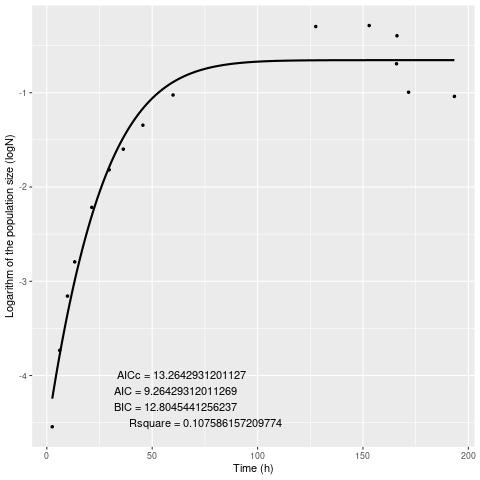 -1
-2
-3
-4
Logarithm of the population size (logN)
AICc = 13.2642931201127
AIC = 9.26429312011269
BIC = 12.8045441256237
Rsquare = 0.107586157209774
0 50 100 150 200
Time (h)